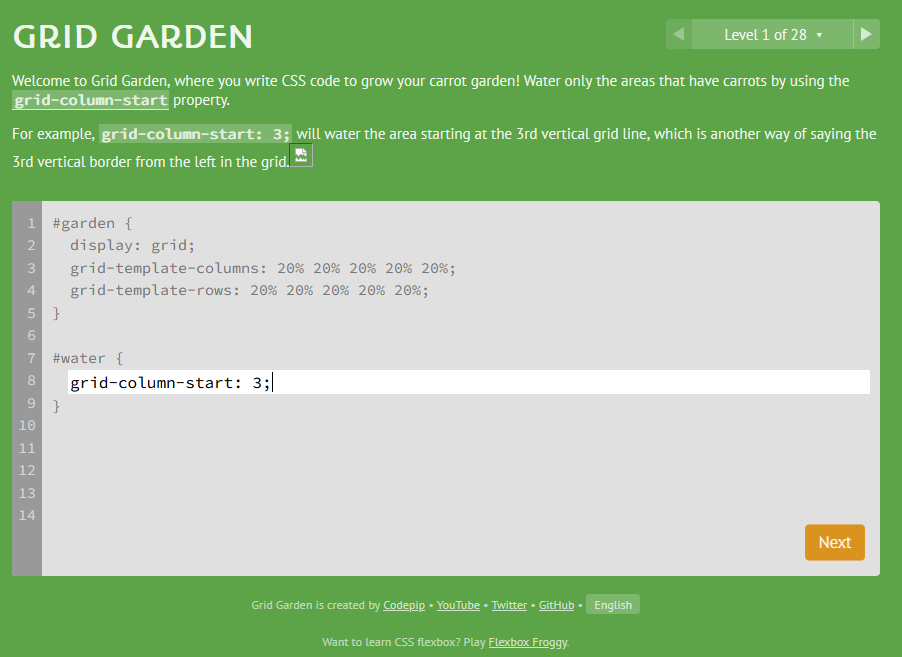 GRID GARDEN
Level 1 of 28
Welcome to Grid Garden, where you write CSS code to grow your carrot garden! Water only the areas that have carrots by using the
grid-column-start property.
For example, grid-column-start: 3; will water the area starting at the 3rd vertical grid line, which is another way of saying the
3rd vertical border from the left in the grid.
1 #garden {
2   display: grid;
3   grid-template-columns: 20% 20% 20% 20% 20%;
4   grid-template-rows: 20% 20% 20% 20% 20%;
5 }
6
7 #water {
8   grid-column-start: 3;
9 }
10
11
12
13
14
Next
Grid Garden is created by Codepip • YouTube • Twitter • GitHub • English
Want to learn CSS flexbox? Play Flexbox Froggy.